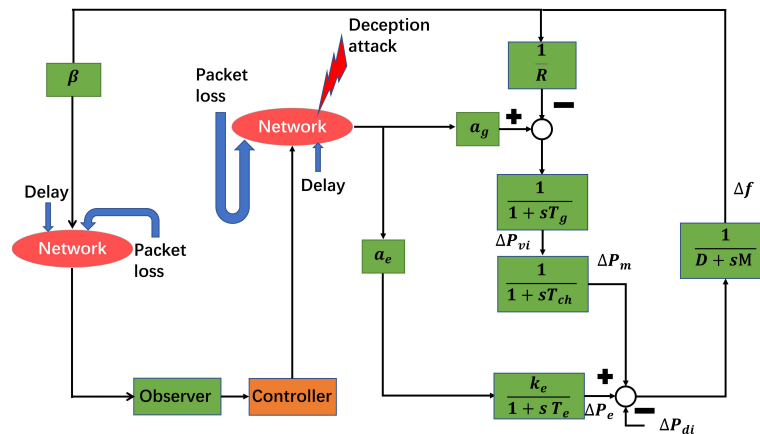 Deception
attack
1
R
β
Packet
loss
Network
a_g
+
−
Delay
1
1 + sT_g
Δf
Delay
Network
Packet
loss
ΔP_vi
a_e
1
1 + sT_ch
ΔP_m
1
D + sM
Observer
Controller
k_e
1 + s T_e
+
ΔP_e
−
ΔP_di